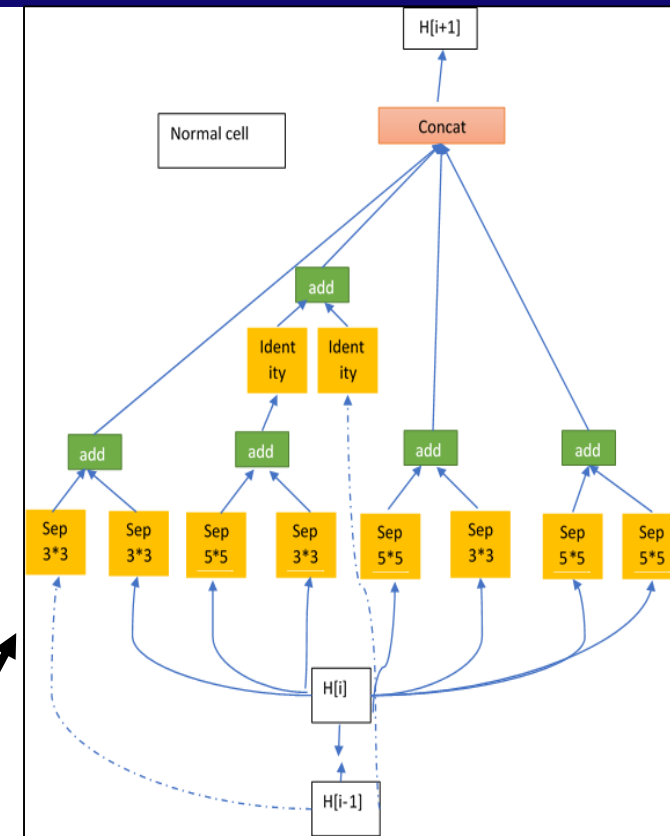 H[i+1]
Normal cell
Concat
add
Ident
ity
Ident
ity
add
add
add
add
Sep
3*3
Sep
3*3
Sep
5*5
Sep
3*3
Sep
5*5
Sep
3*3
Sep
5*5
Sep
5*5
H[i]
H[i-1]